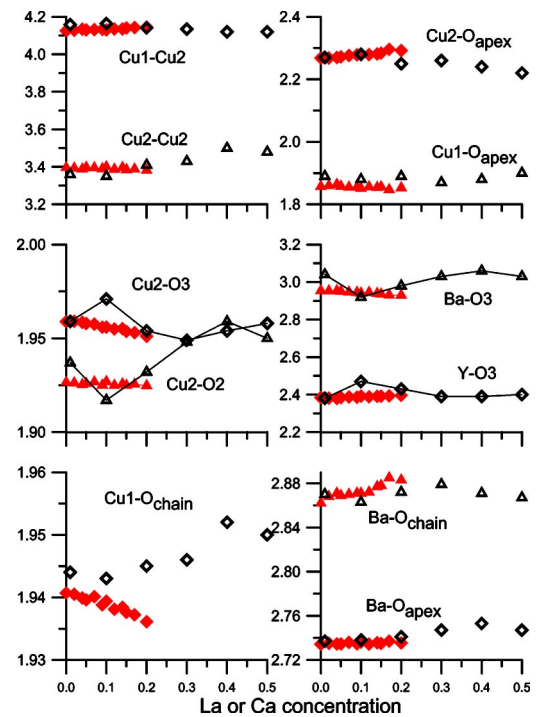 4.2
4.0
3.8
3.6
3.4
3.2
Cu1-Cu2
Cu2-Cu2
2.4
2.2
2.0
1.8
Cu2-Oapex
Cu1-Oapex
2.00
1.95
1.90
Cu2-O3
Cu2-O2
3.2
3.0
2.8
2.6
2.4
2.2
Ba-O3
Y-O3
1.96
1.95
1.94
1.93
Cu1-Ochain
0.0 0.1 0.2 0.3 0.4 0.5
2.88
2.84
2.80
2.76
2.72
Ba-Ochain
Ba-Oapex
0.0 0.1 0.2 0.3 0.4 0.5
La or Ca concentration